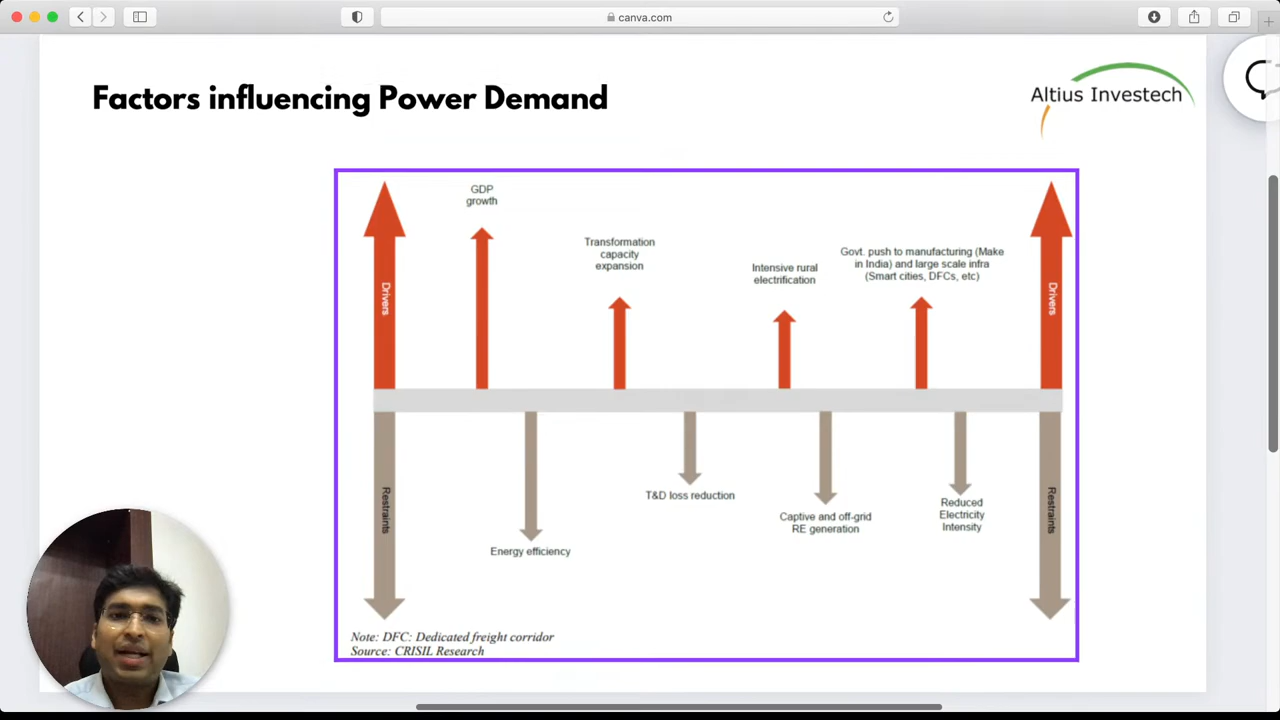 canva.com
Factors influencing Power Demand
Altius Investech
GDP
growth
Transformation
capacity
expansion
Intensive rural
electrification
Govt. push to manufacturing (Make
in India) and large scale infra
(Smart cities, DFCs, etc)
Drivers
Drivers
Restraints
Restraints
Energy efficiency
T&D loss reduction
Captive and off-grid
RE generation
Reduced
Electricity
Intensity
Note: DFC: Dedicated freight corridor
Source: CRISIL Research